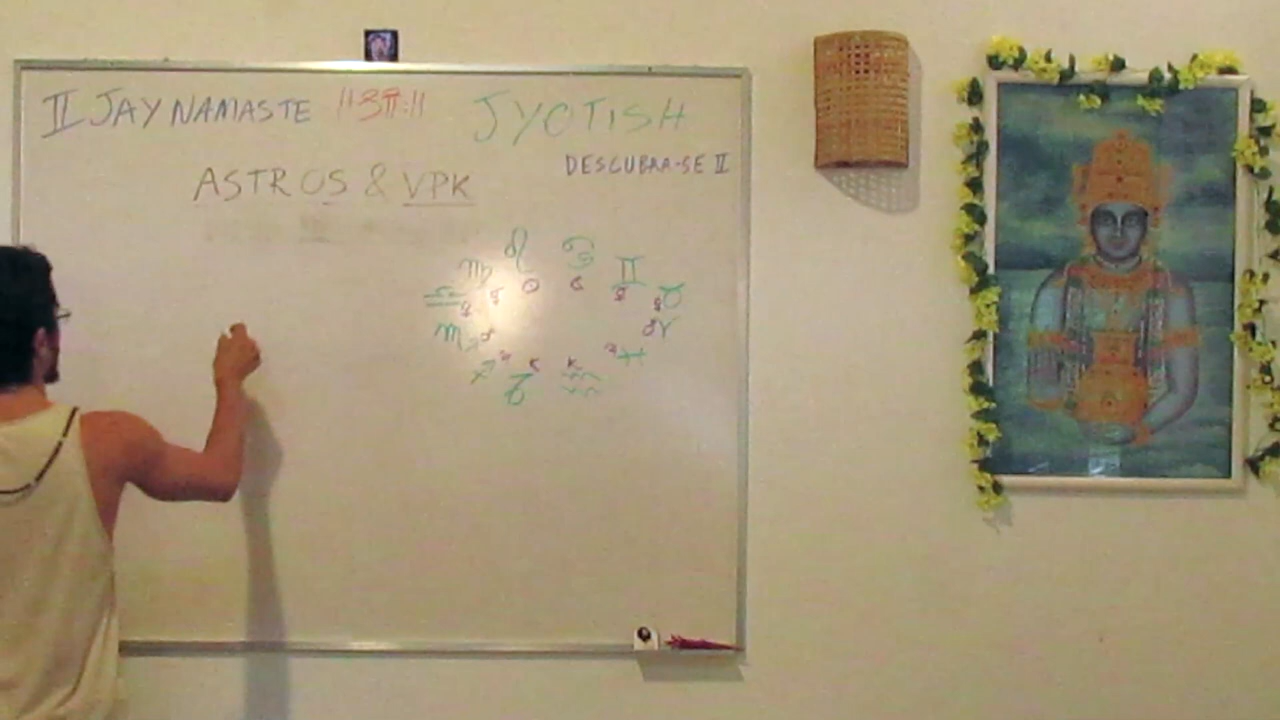 II JAY NAMASTE ||ॐ|| JYOTISH
DESCUBRA-SE II
ASTROS & VPK
♍ ♌ ♋ ♊ ♉
♎ ♈
♏ ♓
♐ ♑ ♒